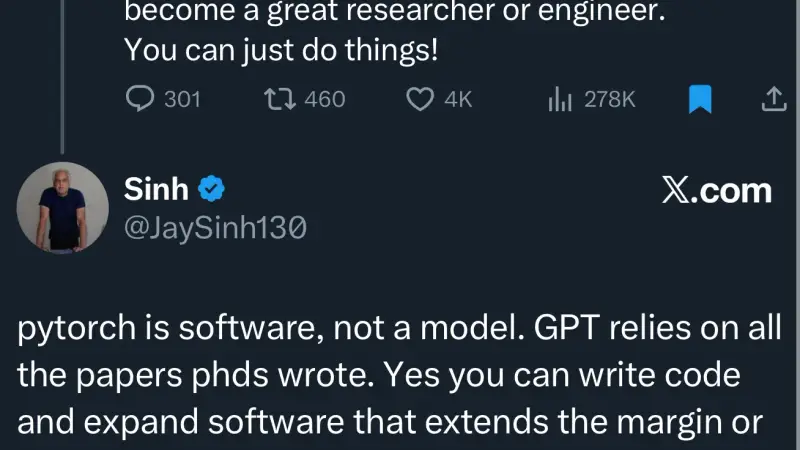 become a great researcher or engineer.
You can just do things!
301 460 4K 278K
Sinh
X.com
@JaySinh130
pytorch is software, not a model. GPT relies on all
the papers phds wrote. Yes you can write code
and expand software that extends the margin or